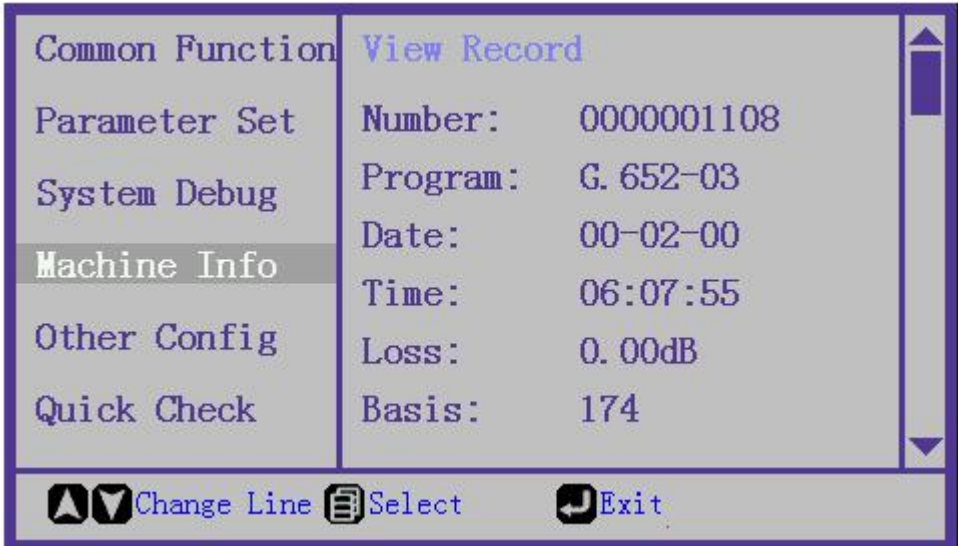 Common Function
Parameter Set
System Debug
Machine Info
Other Config
Quick Check
View Record
Number: 0000001108
Program: G.652-03
Date: 00-02-00
Time: 06:07:55
Loss: 0.00dB
Basis: 174
Change Line Select Exit